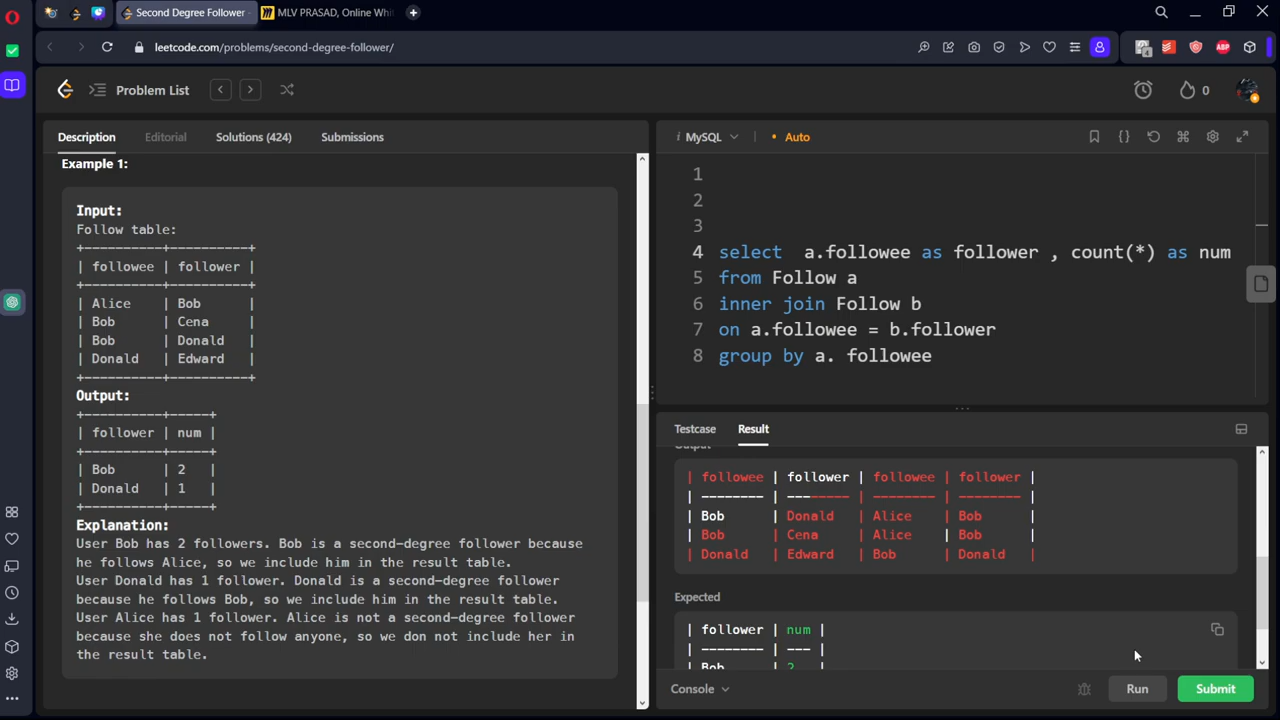 Second Degree Follower
MLV PRASAD, Online Whi
leetcode.com/problems/second-degree-follower/
ABP
Problem List
0
Description
Editorial
Solutions (424)
Submissions
Example 1:
Input:
Follow table:
+----------+----------+
| followee | follower |
+----------+----------+
| Alice | Bob |
| Bob | Cena |
| Bob | Donald |
| Donald | Edward |
+----------+----------+
Output:
+----------+-----+
| follower | num |
+----------+-----+
| Bob | 2 |
| Donald | 1 |
+----------+-----+
Explanation:
User Bob has 2 followers. Bob is a second-degree follower because
he follows Alice, so we include him in the result table.
User Donald has 1 follower. Donald is a second-degree follower
because he follows Bob, so we include him in the result table.
User Alice has 1 follower. Alice is not a second-degree follower
because she does not follow anyone, so we don not include her in
the result table.
i MySQL
• Auto
1
2
3
4 select a.followee as follower , count(*) as num
5 from Follow a
6 inner join Follow b
7 on a.followee = b.follower
8 group by a. followee
Testcase
Result
Output
| followee | follower | followee | follower |
| -------- | -------- | -------- | -------- |
| Bob | Donald | Alice | Bob |
| Bob | Cena | Alice | Bob |
| Donald | Edward | Bob | Donald |
Expected
| follower | num |
| -------- | --- |
| Bob | 2 |
Console
Run
Submit